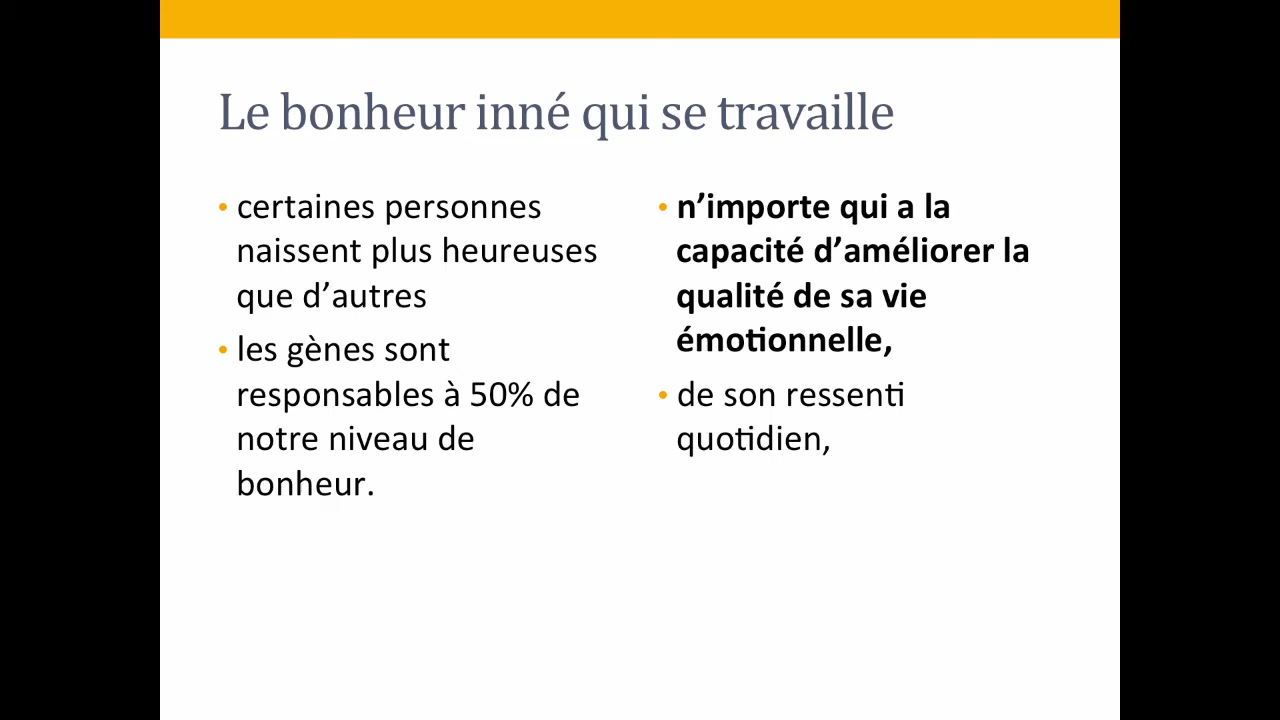 Le bonheur inné qui se travaille
• certaines personnes
naissent plus heureuses
que d’autres
• les gènes sont
responsables à 50% de
notre niveau de
bonheur.
• n’importe qui a la
capacité d’améliorer la
qualité de sa vie
émotionnelle,
• de son ressenti
quotidien,